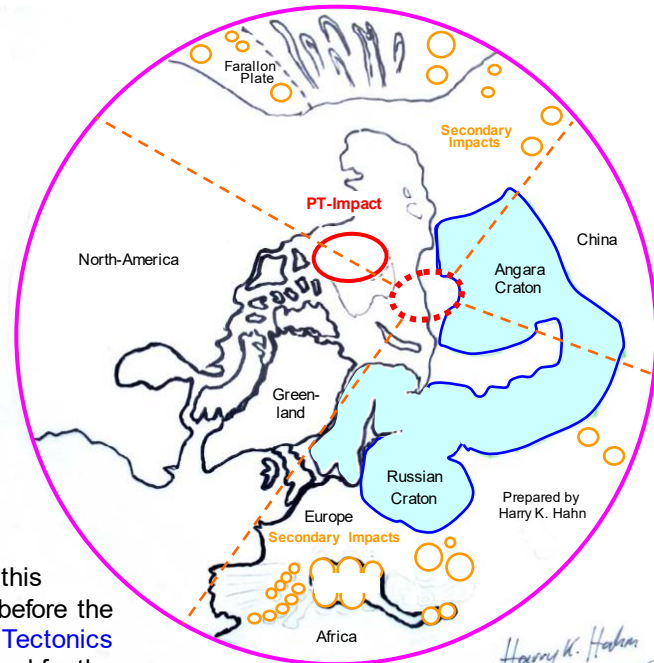 Farallon
Plate
Secondary
Impacts
PT-Impact
China
North-America
Angara
Craton
Green-
land
Russian
Craton
Prepared by
Harry K. Hahn
Europe
Secondary Impacts
this
before the
Tectonics
Africa
Harry K. Hahn